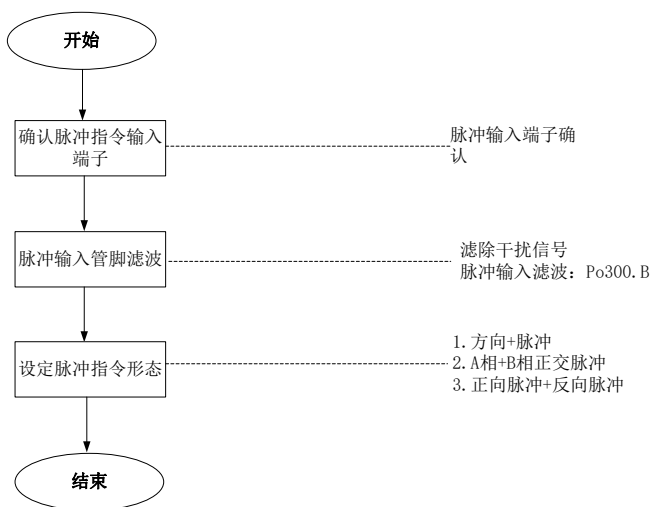 开始
确认脉冲指令输入
端子
脉冲输入端子确
认
脉冲输入管脚滤波
滤除干扰信号
脉冲输入滤波：Po300.B
设定脉冲指令形态
1.方向+脉冲
2.A相+B相正交脉冲
3.正向脉冲+反向脉冲
结束